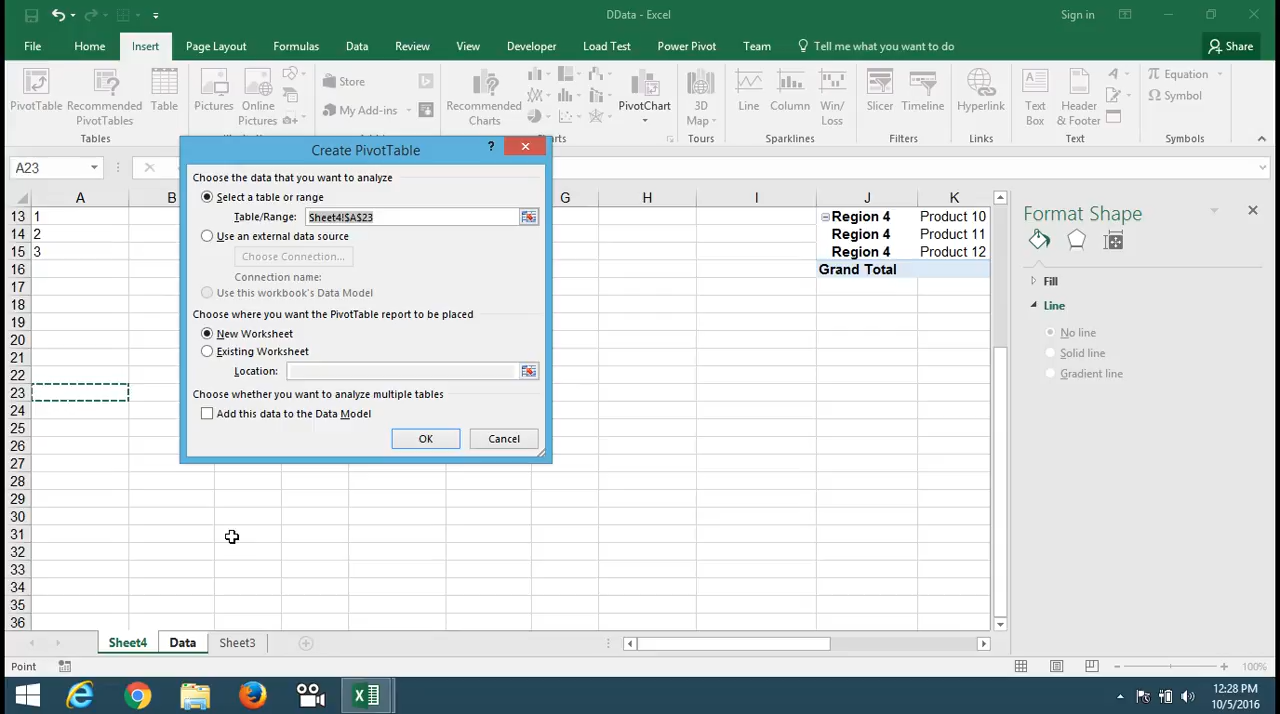 DData - Excel
Sign in
File Home Insert Page Layout Formulas Data Review View Developer Load Test Power Pivot Team Tell me what you want to do Share
PivotTable
Recommended PivotTables
Table
Tables
Pictures
Online Pictures
Store
My Add-ins
Recommended Charts
PivotChart
3D Map
Tours
Line
Column
Win/ Loss
Sparklines
Slicer
Timeline
Filters
Hyperlink
Links
Text Box
Header & Footer
Text
Equation
Symbol
Symbols
A23
A B G H I J K
13 1 Region 4 Product 10
14 2 Region 4 Product 11
15 3 Region 4 Product 12
16 Grand Total
17
18
19
20
21
22
23
24
25
26
27
28
29
30
31
32
33
34
35
36
Create PivotTable
?
Choose the data that you want to analyze
Select a table or range
Table/Range: Sheet4!$A$23
Use an external data source
Choose Connection...
Connection name:
Use this workbook's Data Model
Choose where you want the PivotTable report to be placed
New Worksheet
Existing Worksheet
Location:
Choose whether you want to analyze multiple tables
Add this data to the Data Model
OK Cancel
Format Shape
Fill
Line
No line
Solid line
Gradient line
Sheet4 Data Sheet3
Point
100%
12:28 PM
10/5/2016